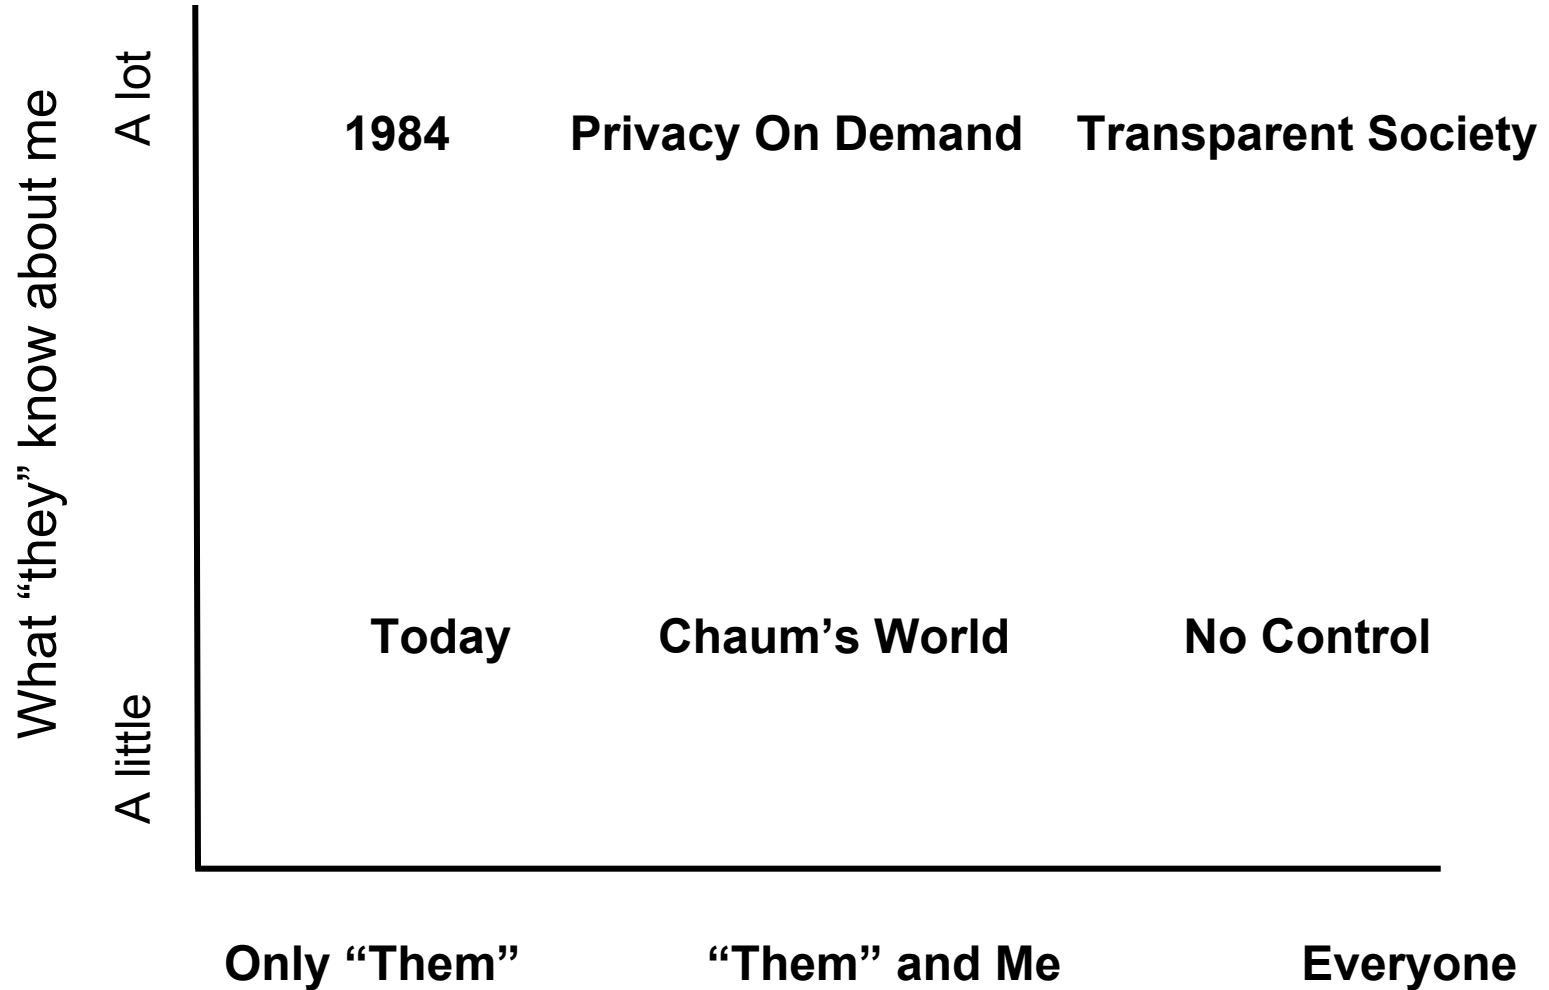 What “they” know about me
A lot
A little
1984 Privacy On Demand Transparent Society
Today Chaum’s World No Control
Only “Them” “Them” and Me Everyone